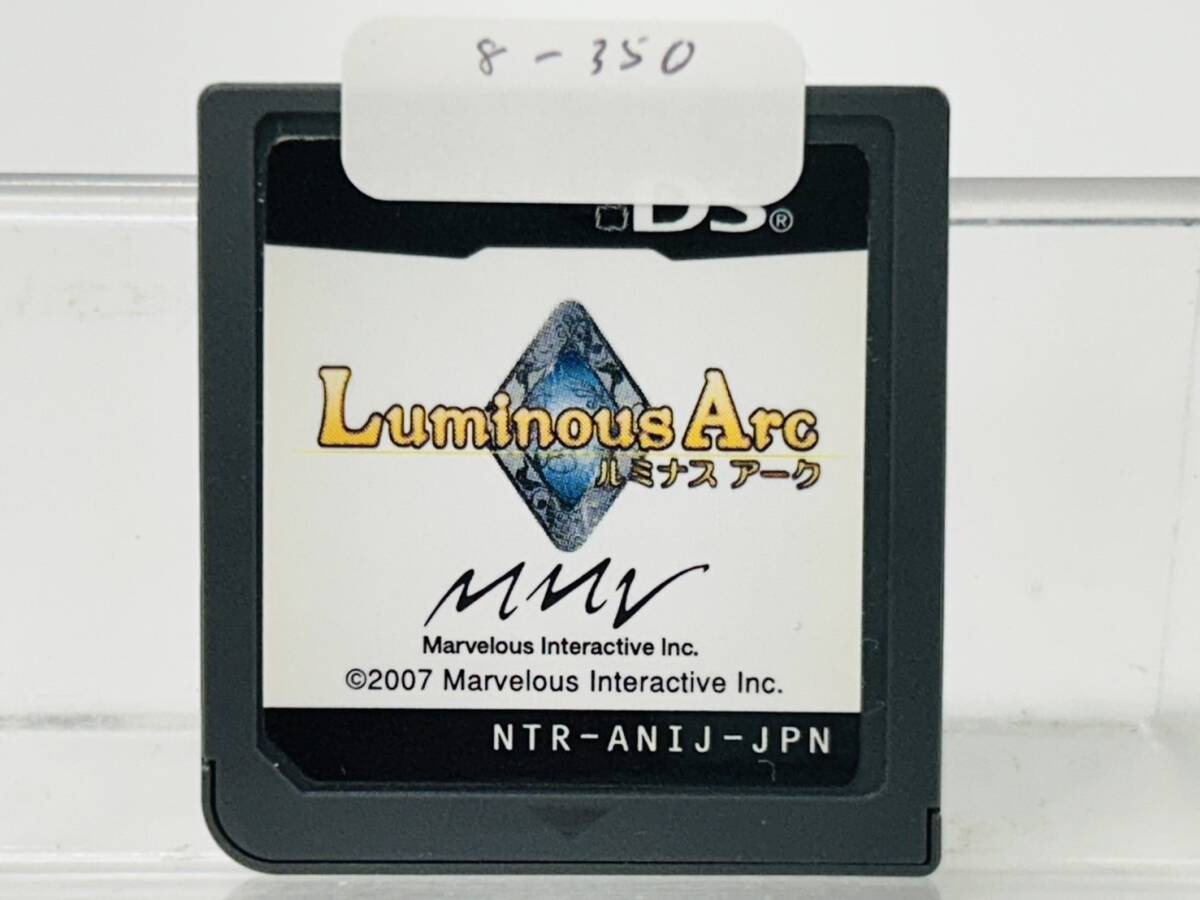 8-350
DS®
Luminous Arc
ルミナス アーク
MMV
Marvelous Interactive Inc.
©2007 Marvelous Interactive Inc.
NTR-ANIJ-JPN